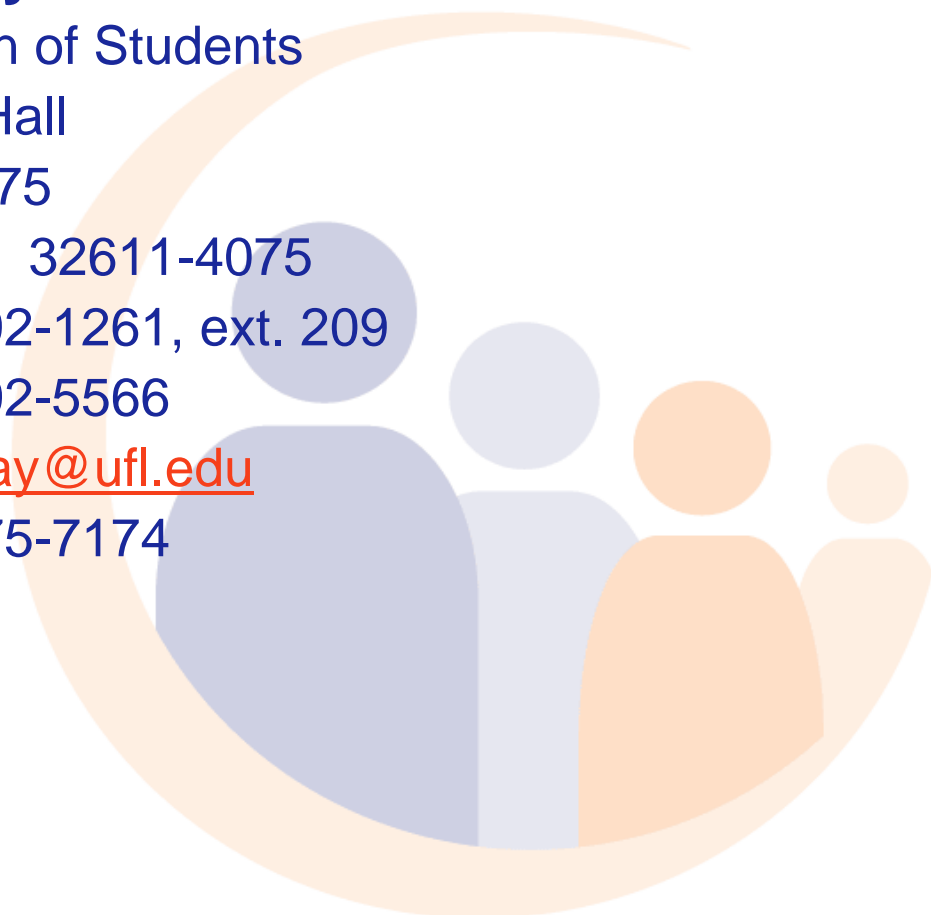 y
n of Students
Hall
75
32611-4075
92-1261, ext. 209
92-5566
ay@ufl.edu
75-7174